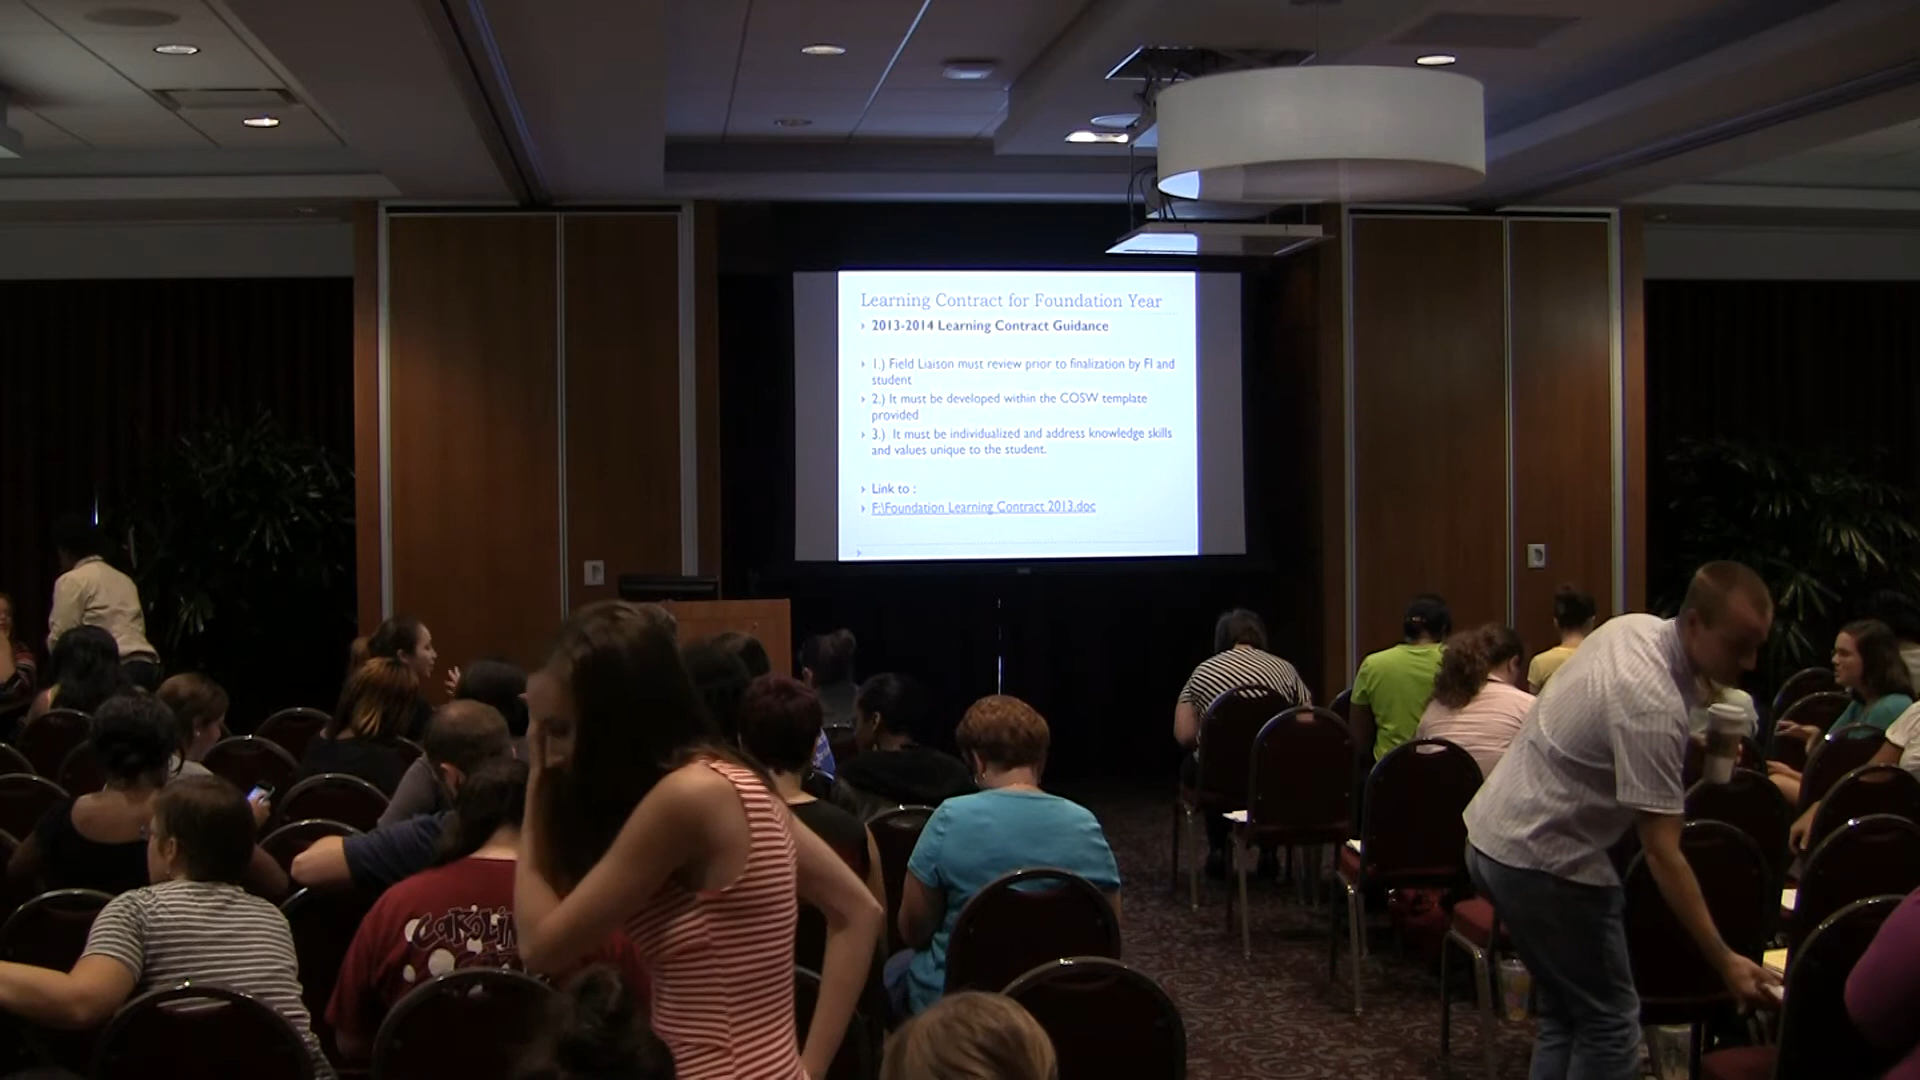 Learning Contract for Foundation Year
2013-2014 Learning Contract Guidance
1.) Field Liaison must review prior to finalization by FI and
student
2.) It must be developed within the COSW template
provided
3.) It must be individualized and address knowledge skills
and values unique to the student.
Link to :
F:\Foundation Learning Contract 2013.doc